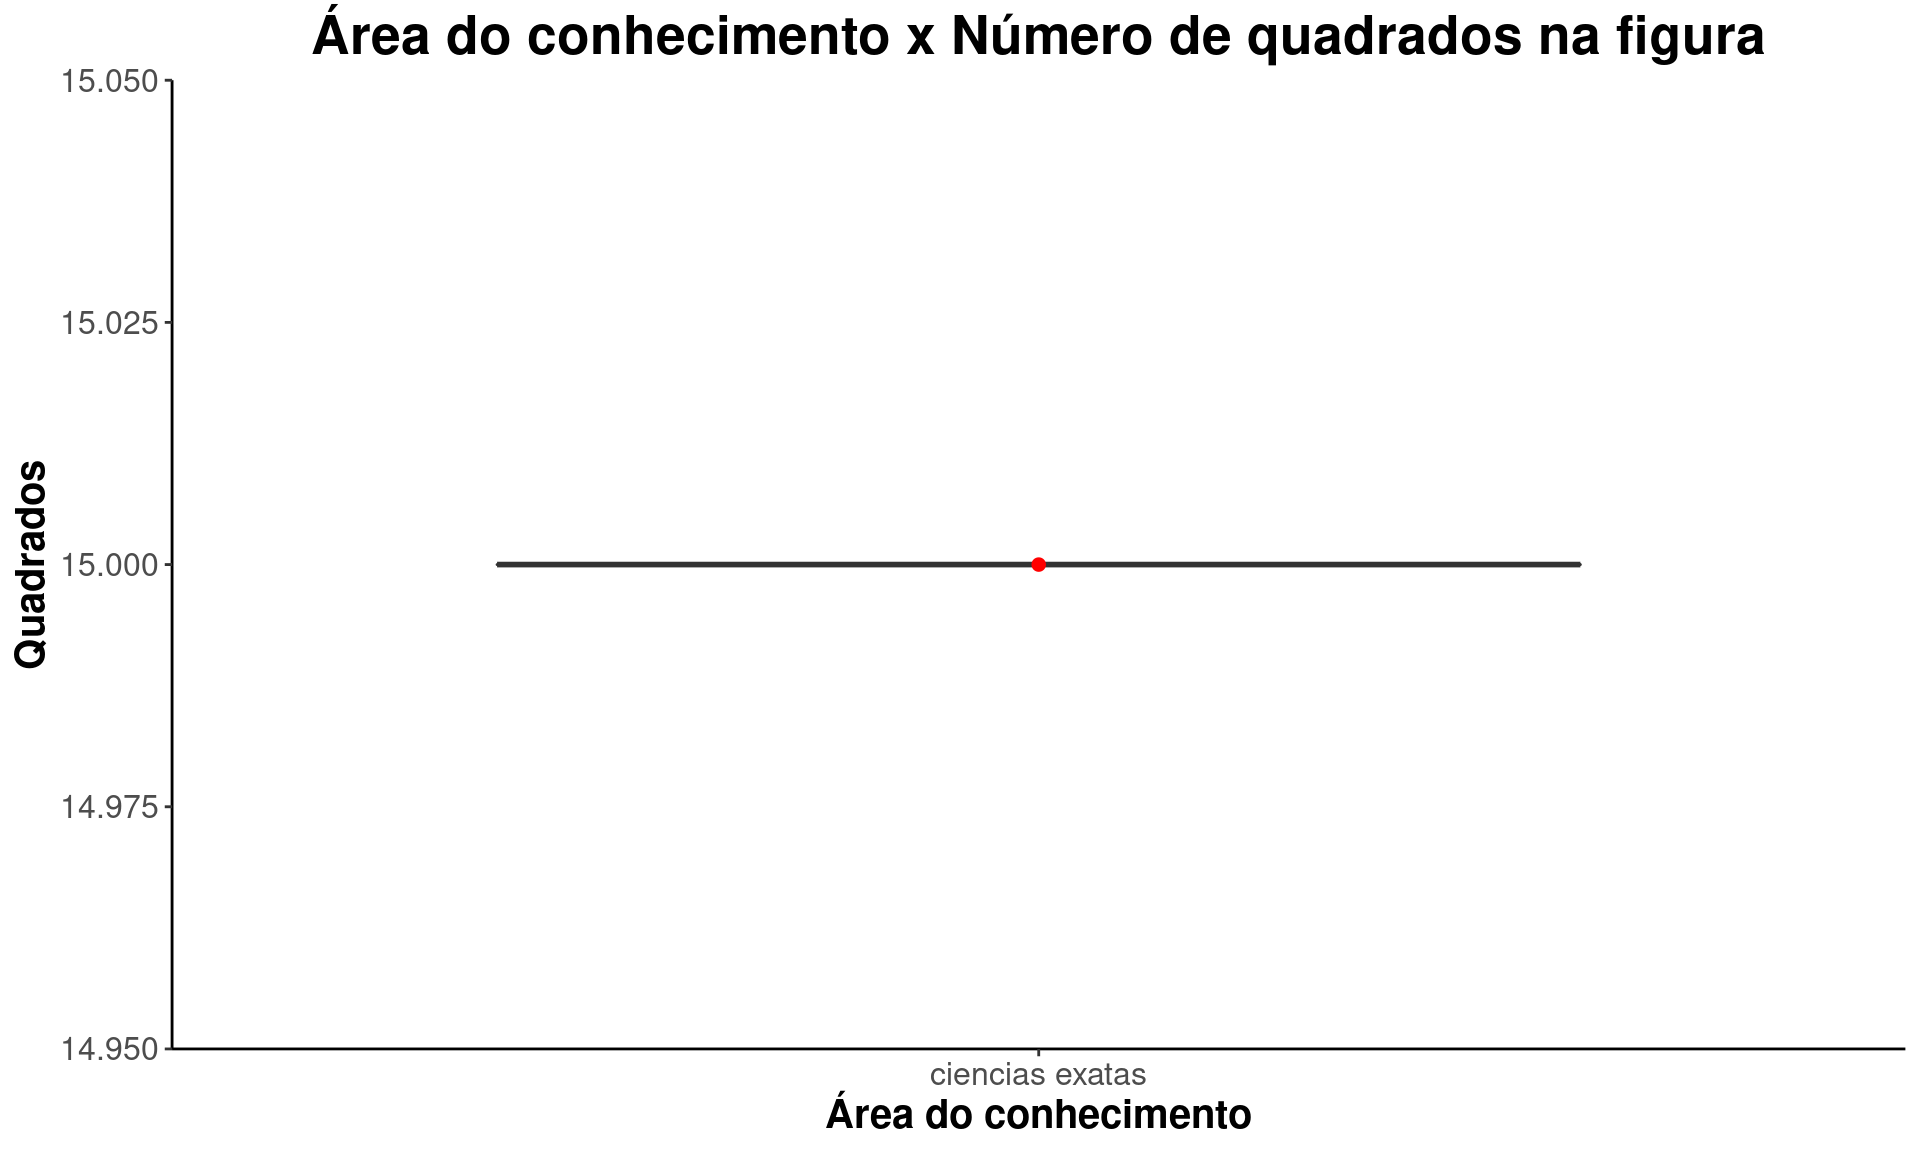 Área do conhecimento x Número de quadrados na figura
15.050
15.025
15.000
14.975
14.950
Quadrados
ciencias exatas
Área do conhecimento